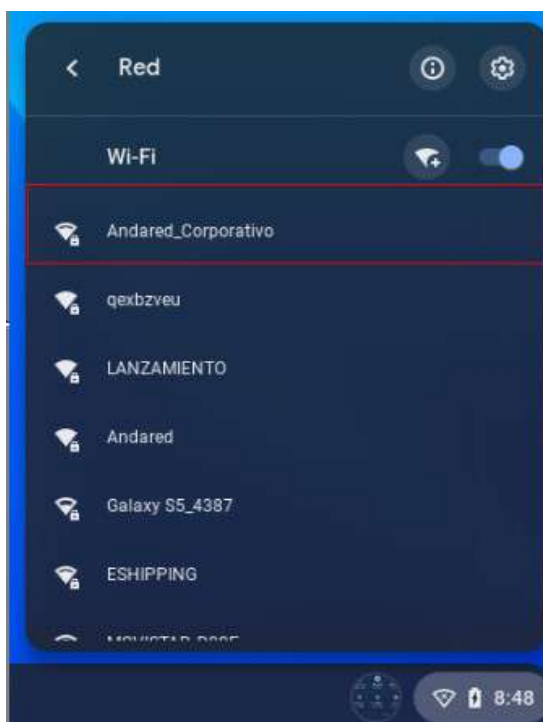 Red
Wi-Fi
Andared_Corporativo
qexbzveu
LANZAMIENTO
Andared
Galaxy S5_4387
ESHIPPING
8:48